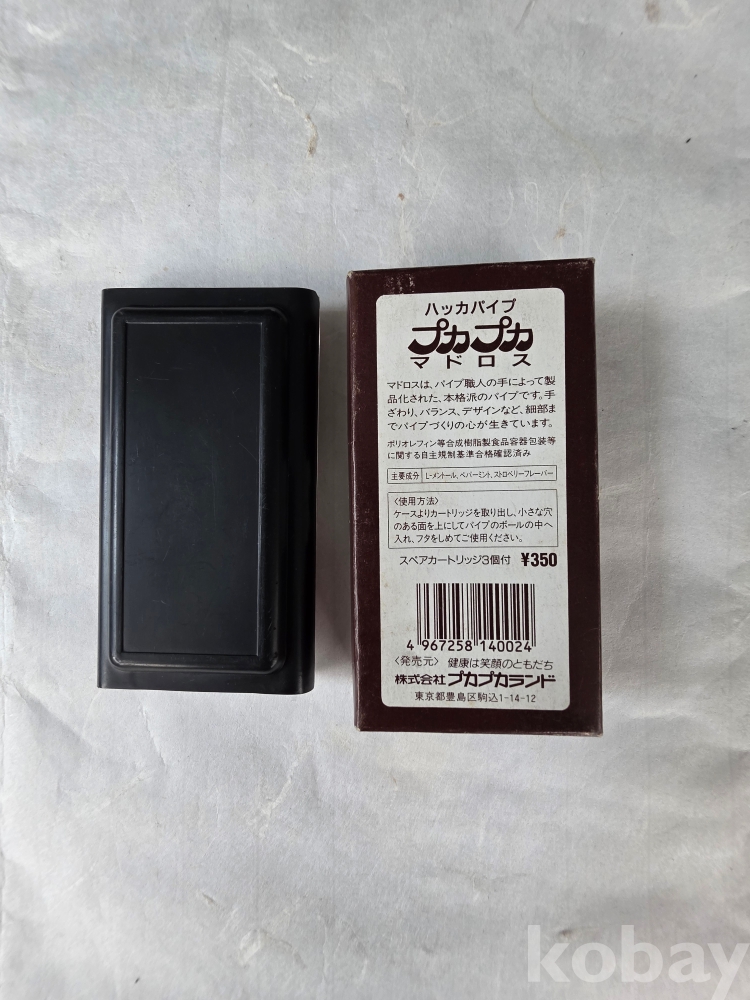 ハッカパイプ
プカプカ
マドロス
マドロスは、パイプ職人の手によって製
品化された、本格派のパイプです。手
ざわり、バランス、デザインなど、細部ま
でパイプづくりの心が生きています。
ポリオレフィン等合成樹脂製食品容器包装等
に関する自主規制基準合格確認済み
主要成分 L-メントール、ペパーミント、ストロベリーフレーバー
〈使用方法〉
ケースよりカートリッジを取り出し、小さな穴
のある面を上にしてパイプのボールの中へ
入れ、フタをしめてご使用ください。
スペアカートリッジ3個付 ¥350
4 967258 140024
〈発売元〉 健康は笑顔のともだち
株式会社 プカプカランド
東京都豊島区駒込1-14-12
kobay